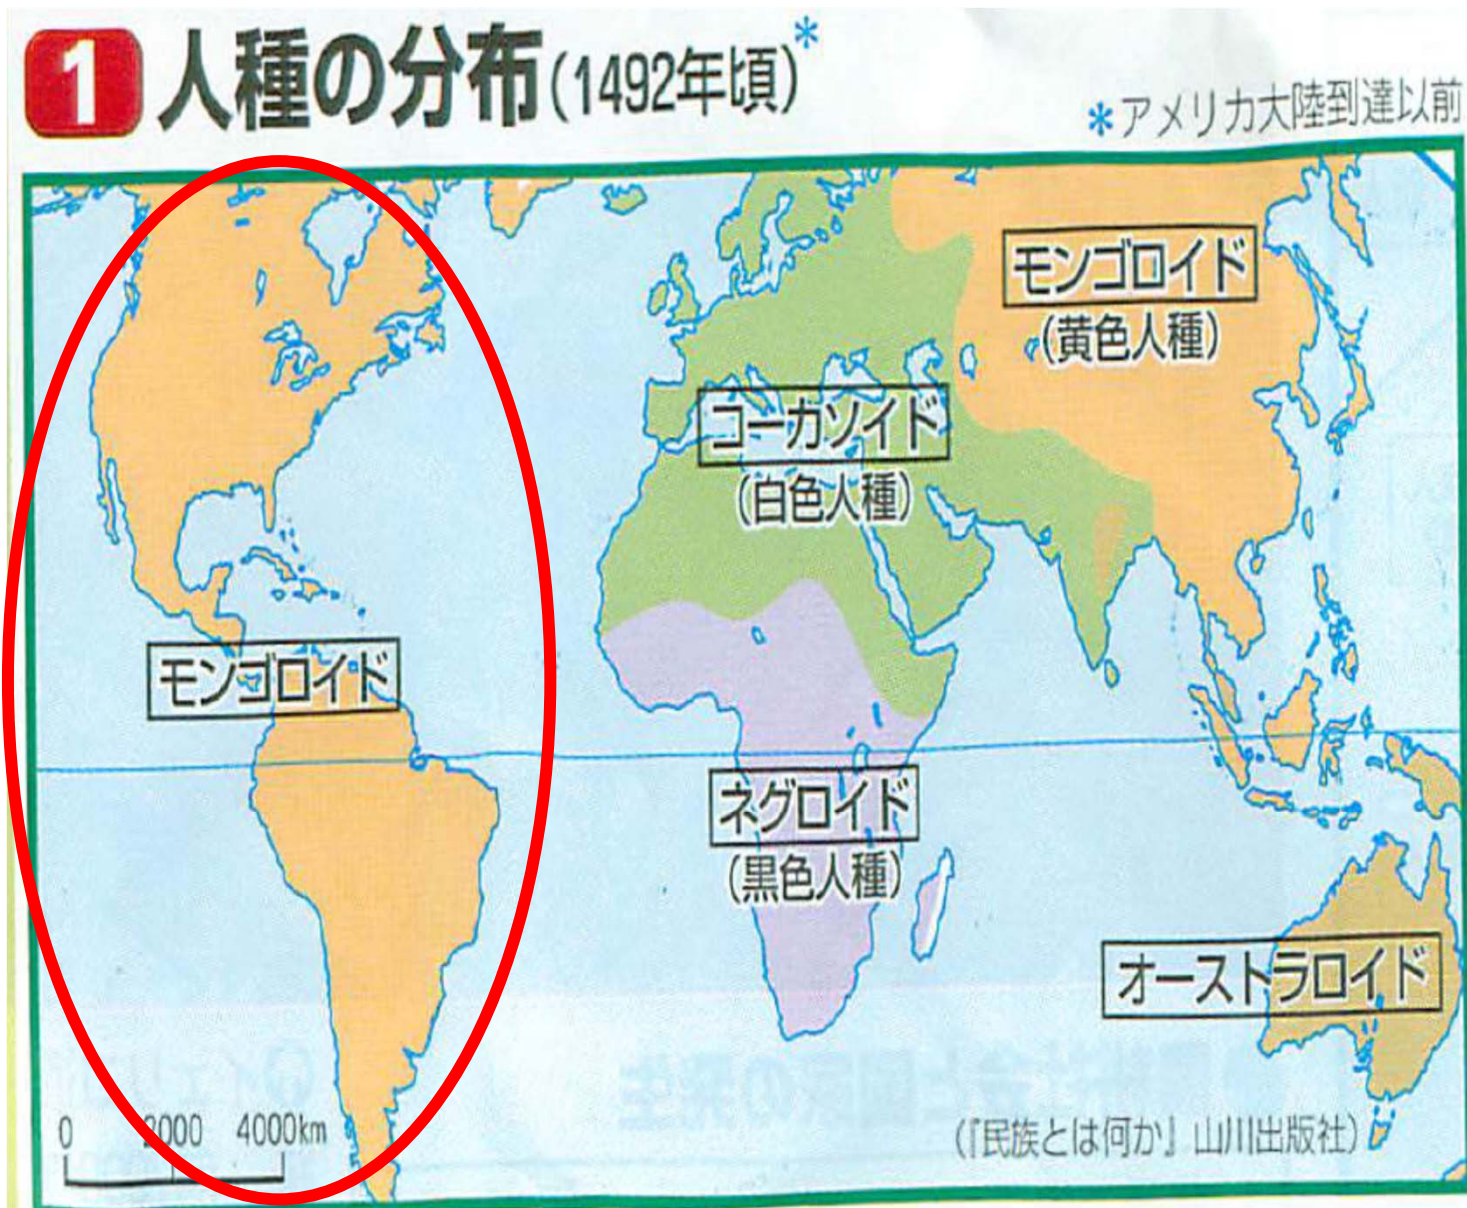 1 人種の分布(1492年頃)*
*アメリカ大陸到達以前
モンゴロイド
(黄色人種)
コーカソイド
(白色人種)
モンゴロイド
ネグロイド
(黒色人種)
オーストラロイド
0 2000 4000km
(『民族とは何か』山川出版社)